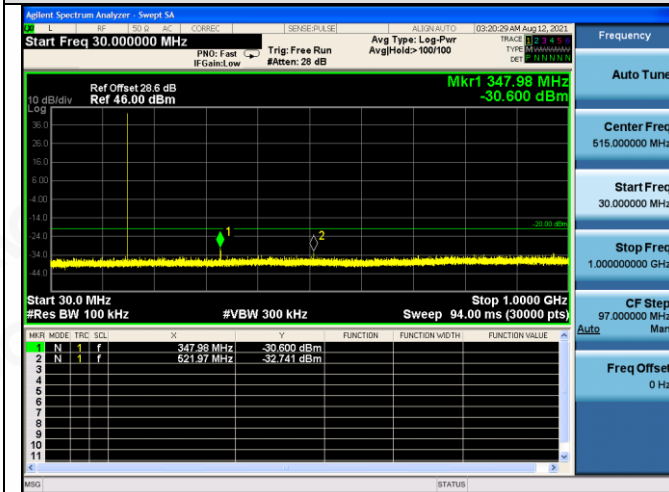 Agilent Spectrum Analyzer - Swept SA
LXI L RF 50 Ω AC CORREC SENSE:PULSE ALIGN AUTO 03:20:29 AM Aug 12, 2021
Start Freq 30.000000 MHz
PNO: Fast
IFGain:Low
Trig: Free Run
#Atten: 28 dB
Avg Type: Log-Pwr
Avg|Hold:> 100/100
TRACE 1 2 3 4 5 6
TYPE MWWWWW
DET P N N N N N
Mkr1 347.98 MHz
-30.600 dBm
Ref Offset 28.6 dB
Ref 46.00 dBm
10 dB/div
Log
36.0
26.0
16.0
6.00
-4.00
-14.0
-24.0
-34.0
-44.0
-20.00 dBm
1
2
Start 30.0 MHz
#Res BW 100 kHz
#VBW 300 kHz
Stop 1.0000 GHz
Sweep 94.00 ms (30000 pts)
MKR MODE TRC SCL X Y FUNCTION FUNCTION WIDTH FUNCTION VALUE
1 N 1 f 347.98 MHz -30.600 dBm
2 N 1 f 521.97 MHz -32.741 dBm
3
4
5
6
7
8
9
10
11
MSG STATUS
Frequency
Auto Tune
Center Freq
515.000000 MHz
Start Freq
30.000000 MHz
Stop Freq
1.000000000 GHz
CF Step
97.000000 MHz
Auto Man
Freq Offset
0 Hz